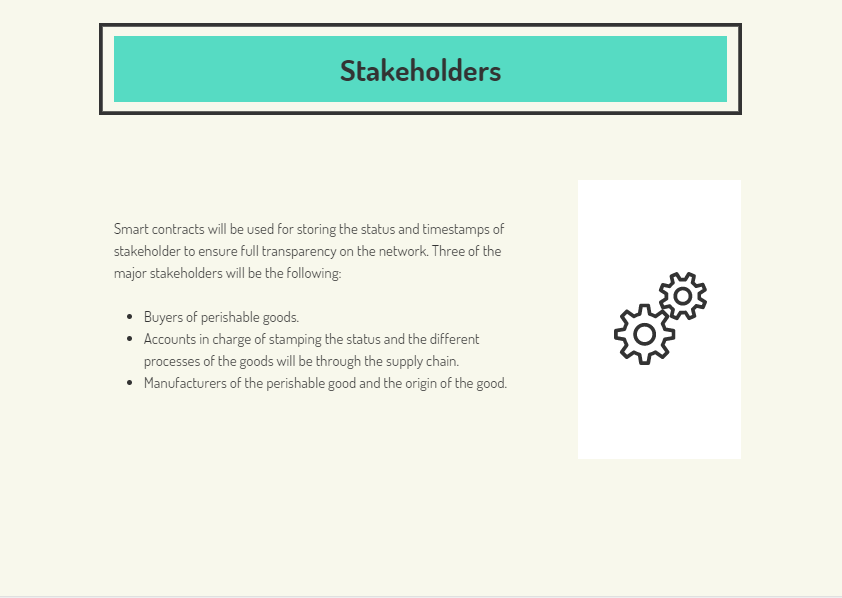 Stakeholders
Smart contracts will be used for storing the status and timestamps of
stakeholder to ensure full transparency on the network. Three of the
major stakeholders will be the following:
Buyers of perishable goods.
Accounts in charge of stamping the status and the different
processes of the goods will be through the supply chain.
Manufacturers of the perishable good and the origin of the good.